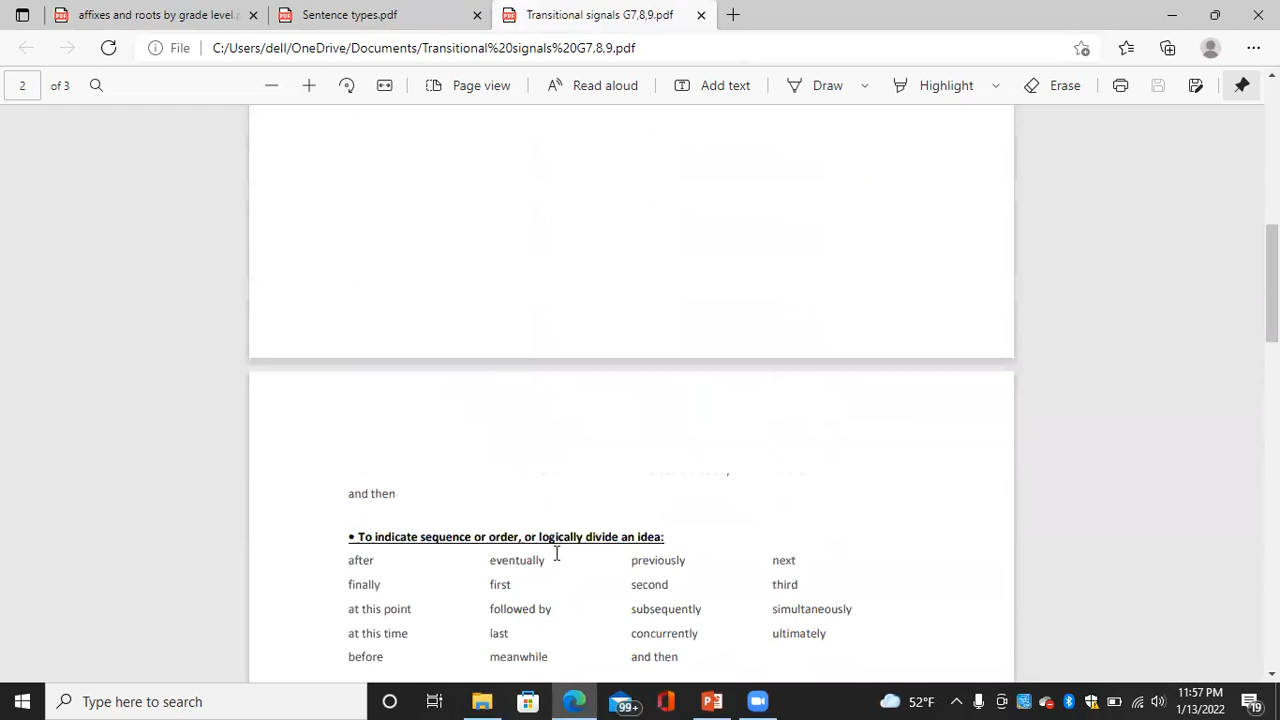 affixes and roots by grade level.
Sentence types.pdf
Transitional signals G7,8,9.pdf
File
C:/Users/dell/OneDrive/Documents/Transitional%20signals%20G7,8,9.pdf
2 of 3
Page view
Read aloud
Add text
Draw
Highlight
Erase
and then
• To indicate sequence or order, or logically divide an idea:
after eventually previously next
finally first second third
at this point followed by subsequently simultaneously
at this time last concurrently ultimately
before meanwhile and then
Type here to search
99+
52°F
11:57 PM
1/13/2022
19